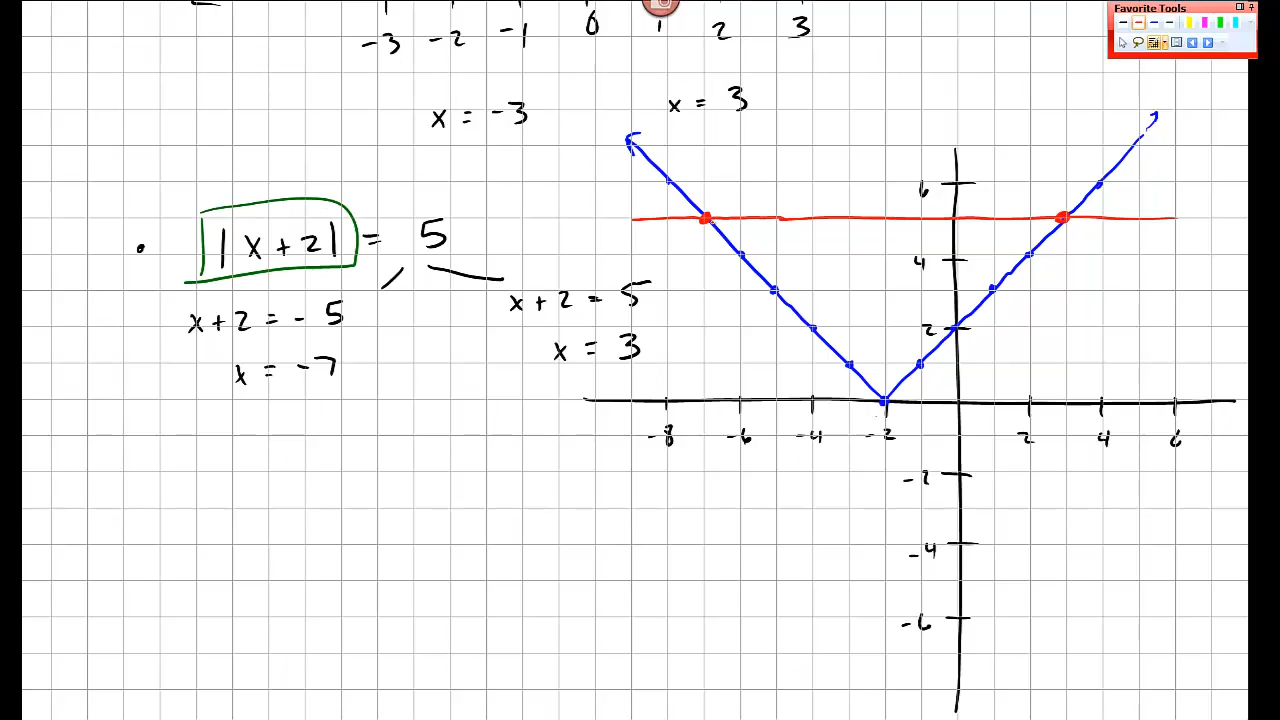 Favorite Tools
-3 -2 -1 0 1 2 3
x = -3
x = 3
|x+2| = 5
x+2 = -5
x = -7
x+2 = 5
x = 3
6
4
2
-8 -6 -4 -2 2 4 6
-2
-4
-6